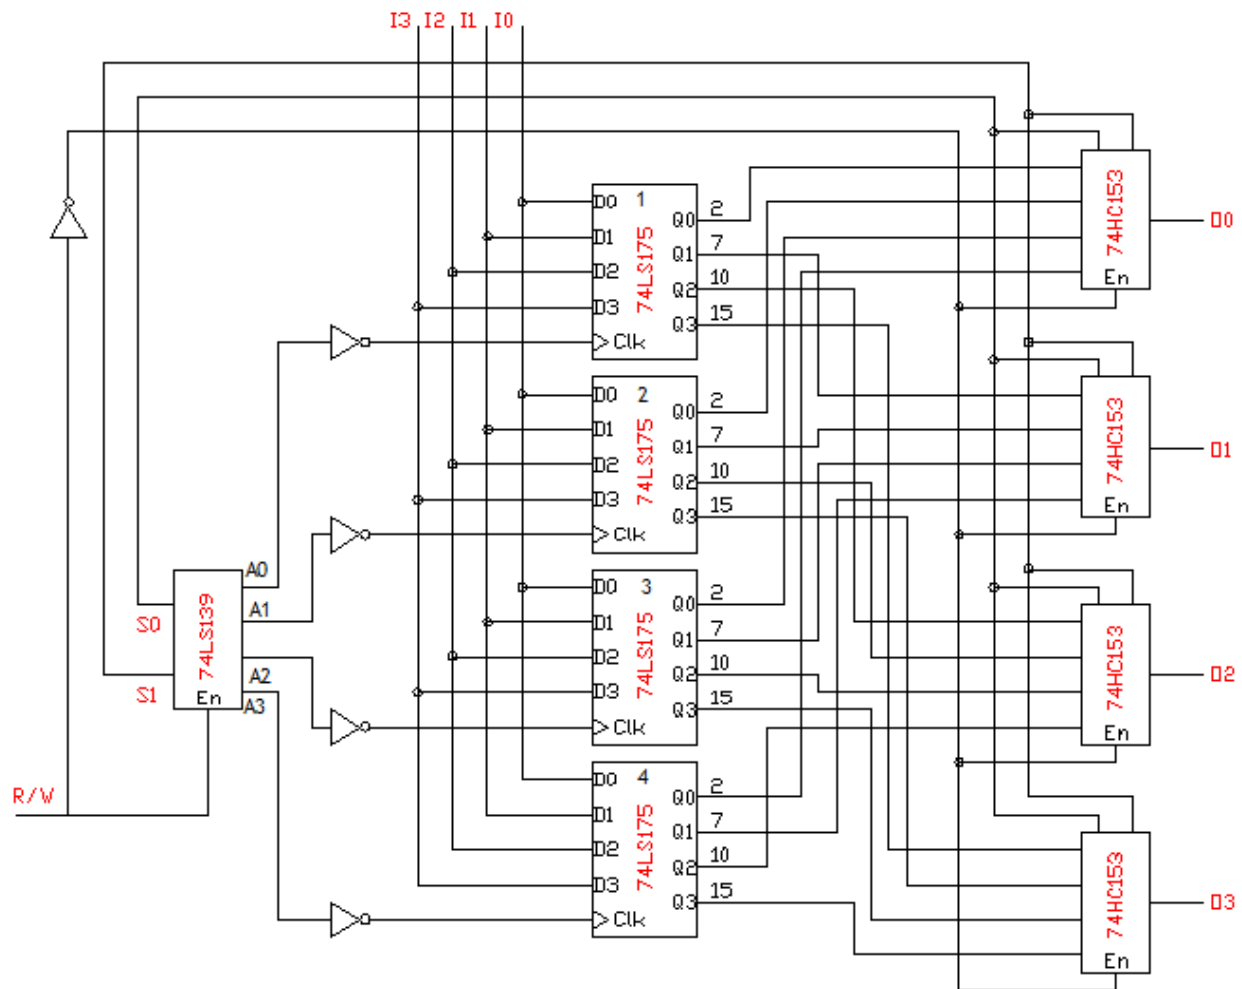 I3 I2 I1 I0
D0 1 Q0 2
D1 Q1 7
D2 Q2 10
D3 Q3 15
Clk
74LS175
D0 2 Q0 2
D1 Q1 7
D2 Q2 10
D3 Q3 15
Clk
74LS175
D0 3 Q0 2
D1 Q1 7
D2 Q2 10
D3 Q3 15
Clk
74LS175
D0 4 Q0 2
D1 Q1 7
D2 Q2 10
D3 Q3 15
Clk
74LS175
74HC153
En
O0
74HC153
En
O1
74HC153
En
O2
74HC153
En
O3
S0
S1
74LS139
En
A0
A1
A2
A3
R/W